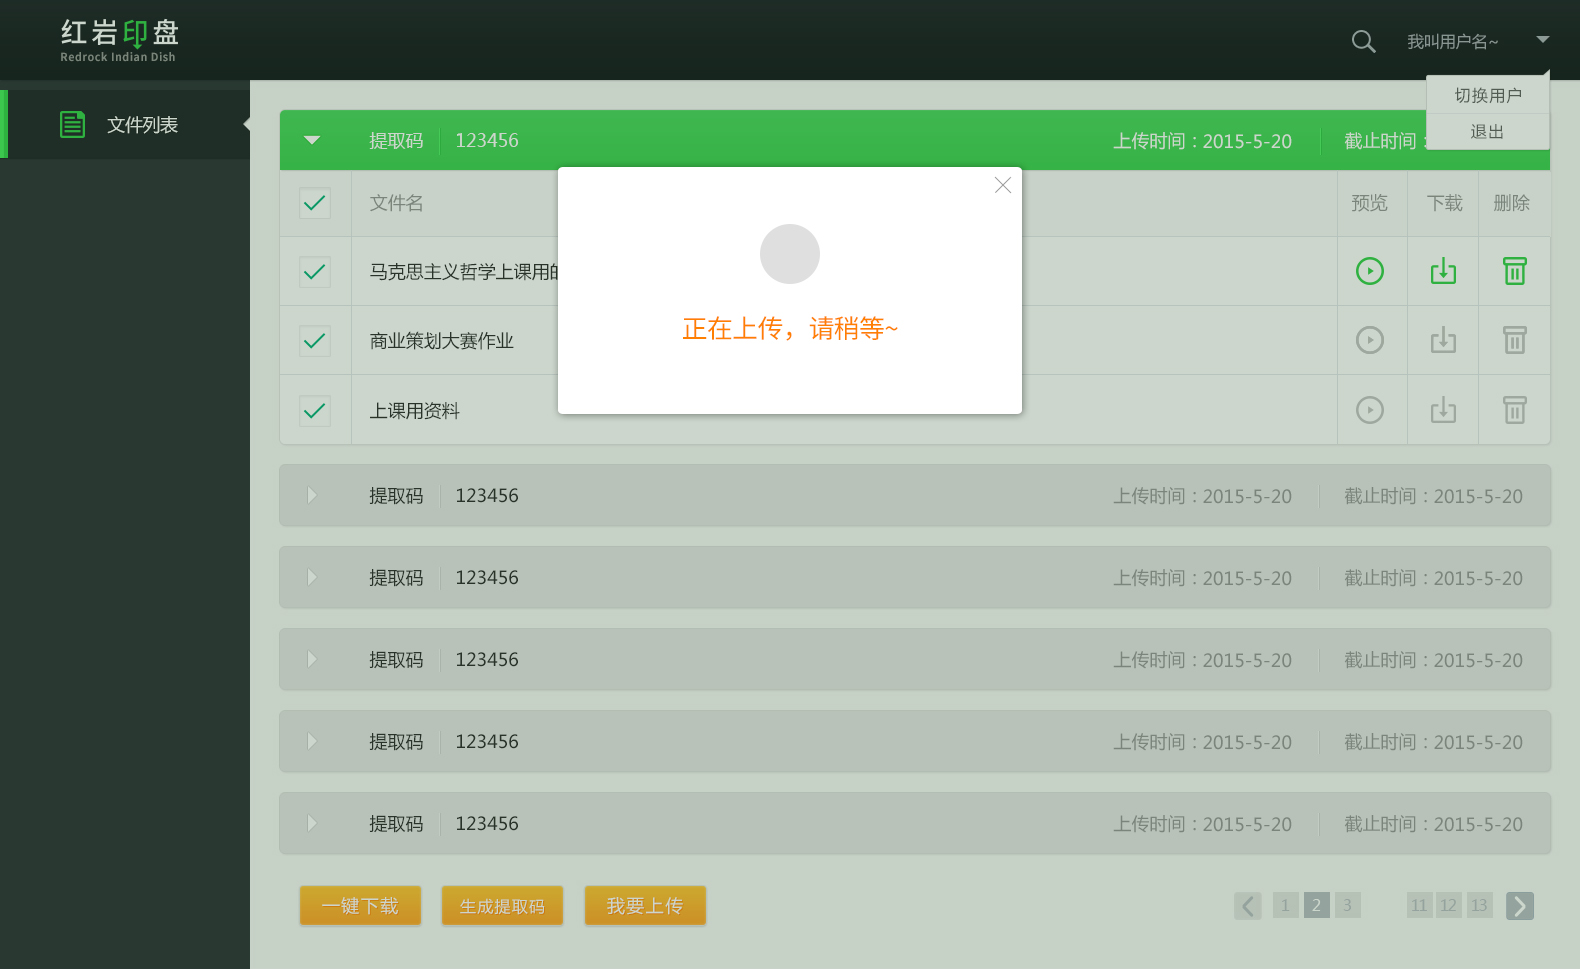 红岩印盘
Redrock Indian Dish
我叫用户名~
切换用户
退出
文件列表
提取码 123456 上传时间：2015-5-20 截止时间：
文件名 预览 下载 删除
马克思主义哲学上课用
商业策划大赛作业
上课用资料
正在上传，请稍等~
提取码 123456 上传时间：2015-5-20 截止时间：2015-5-20
提取码 123456 上传时间：2015-5-20 截止时间：2015-5-20
提取码 123456 上传时间：2015-5-20 截止时间：2015-5-20
提取码 123456 上传时间：2015-5-20 截止时间：2015-5-20
提取码 123456 上传时间：2015-5-20 截止时间：2015-5-20
一键下载 生成提取码 我要上传 1 2 3 11 12 13